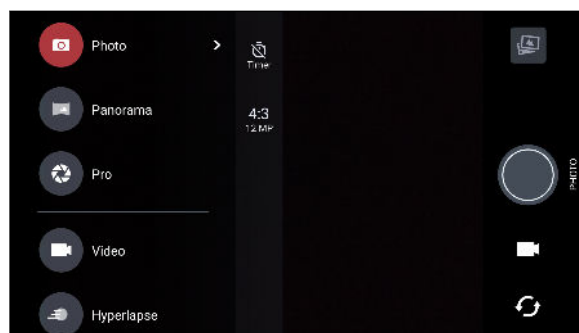 Photo
Panorama
Pro
Video
Hyperlapse
Timer
4:3
12 MP
PHOTO